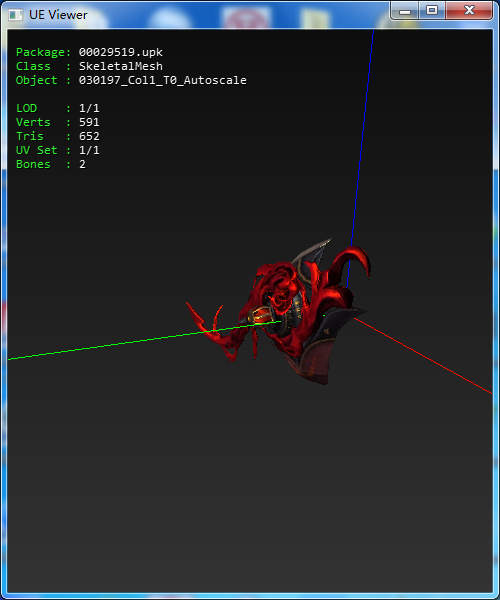 UE Viewer
Package: 00029519.upk
Class : SkeletalMesh
Object : 030197_Col1_T0_Autoscale
LOD : 1/1
Verts : 591
Tris : 652
UV Set : 1/1
Bones : 2